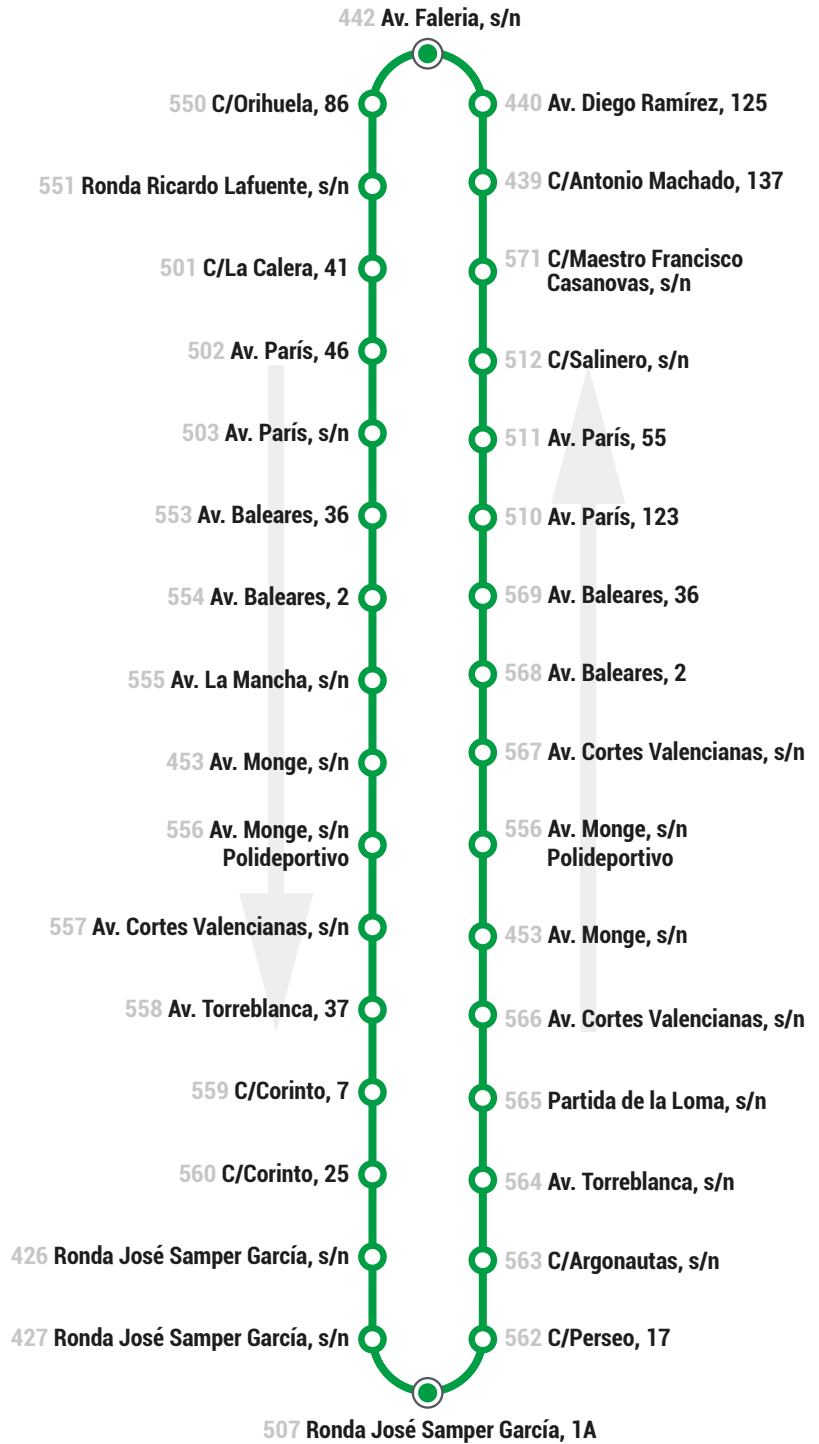 442 Av. Faleria, s/n
550 C/Orihuela, 86
551 Ronda Ricardo Lafuente, s/n
501 C/La Calera, 41
502 Av. París, 46
503 Av. París, s/n
553 Av. Baleares, 36
554 Av. Baleares, 2
555 Av. La Mancha, s/n
453 Av. Monge, s/n
556 Av. Monge, s/n
Polideportivo
557 Av. Cortes Valencianas, s/n
558 Av. Torreblanca, 37
559 C/Corinto, 7
560 C/Corinto, 25
426 Ronda José Samper García, s/n
427 Ronda José Samper García, s/n
440 Av. Diego Ramírez, 125
439 C/Antonio Machado, 137
571 C/Maestro Francisco
Casanovas, s/n
512 C/Salinero, s/n
511 Av. París, 55
510 Av. París, 123
569 Av. Baleares, 36
568 Av. Baleares, 2
567 Av. Cortes Valencianas, s/n
556 Av. Monge, s/n
Polideportivo
453 Av. Monge, s/n
566 Av. Cortes Valencianas, s/n
565 Partida de la Loma, s/n
564 Av. Torreblanca, s/n
563 C/Argonautas, s/n
562 C/Perseo, 17
507 Ronda José Samper García, 1A